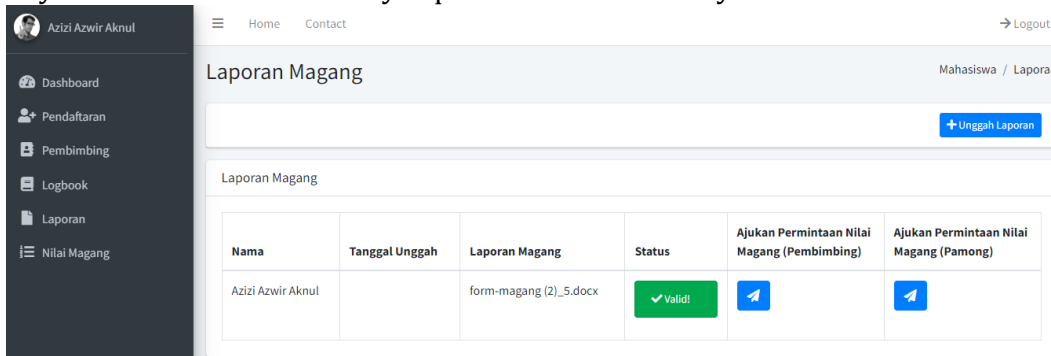 Azizi Azwir Aknul
Home Contact
Logout
Dashboard
Pendaftaran
Pembimbing
Logbook
Laporan
Nilai Magang
Laporan Magang
Mahasiswa / Lapora
Unggah Laporan
Laporan Magang
Nama
Tanggal Unggah
Laporan Magang
Status
Ajukan Permintaan Nilai
Magang (Pembimbing)
Ajukan Permintaan Nilai
Magang (Pamong)
Azizi Azwir Aknul
form-magang (2)_5.docx
Valid!